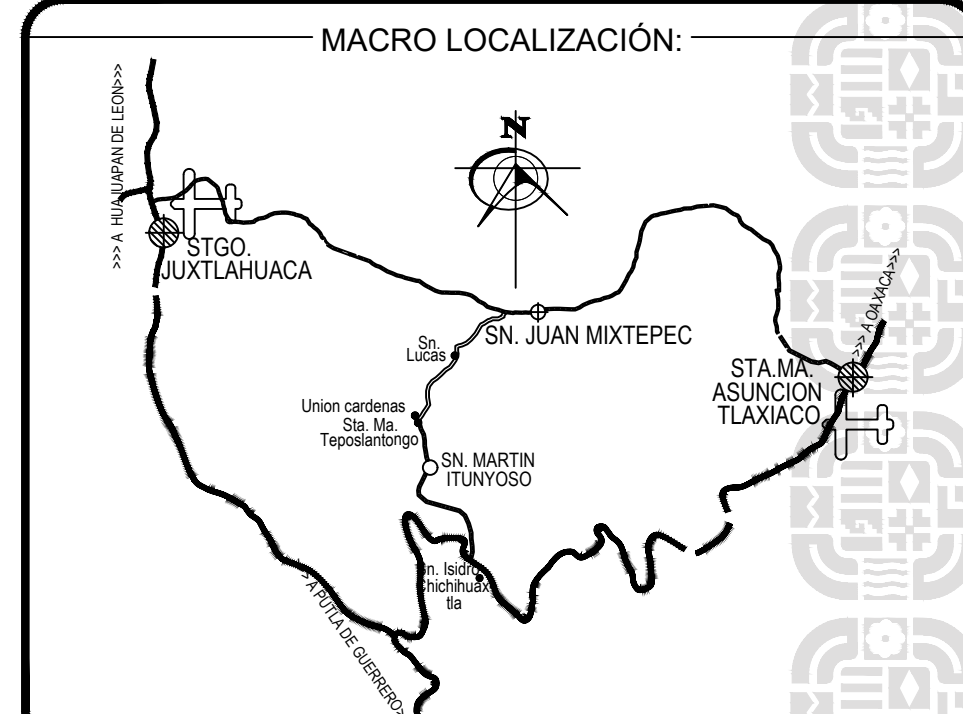 MACRO LOCALIZACIÓN:
>>> A HUAJUAPAN DE LEON>>>
N
STGO.
JUXTLAHUACA
SN. JUAN MIXTEPEC
>>> A OAXACA>>>
Sn.
Lucas
STA.MA.
ASUNCION
TLAXIACO
Union cardenas
Sta. Ma.
Teposlantongo
SN. MARTIN
ITUNYOSO
Sn. Isidro
Chichihuax
tla
>> A PUTLA DE GUERRERO>